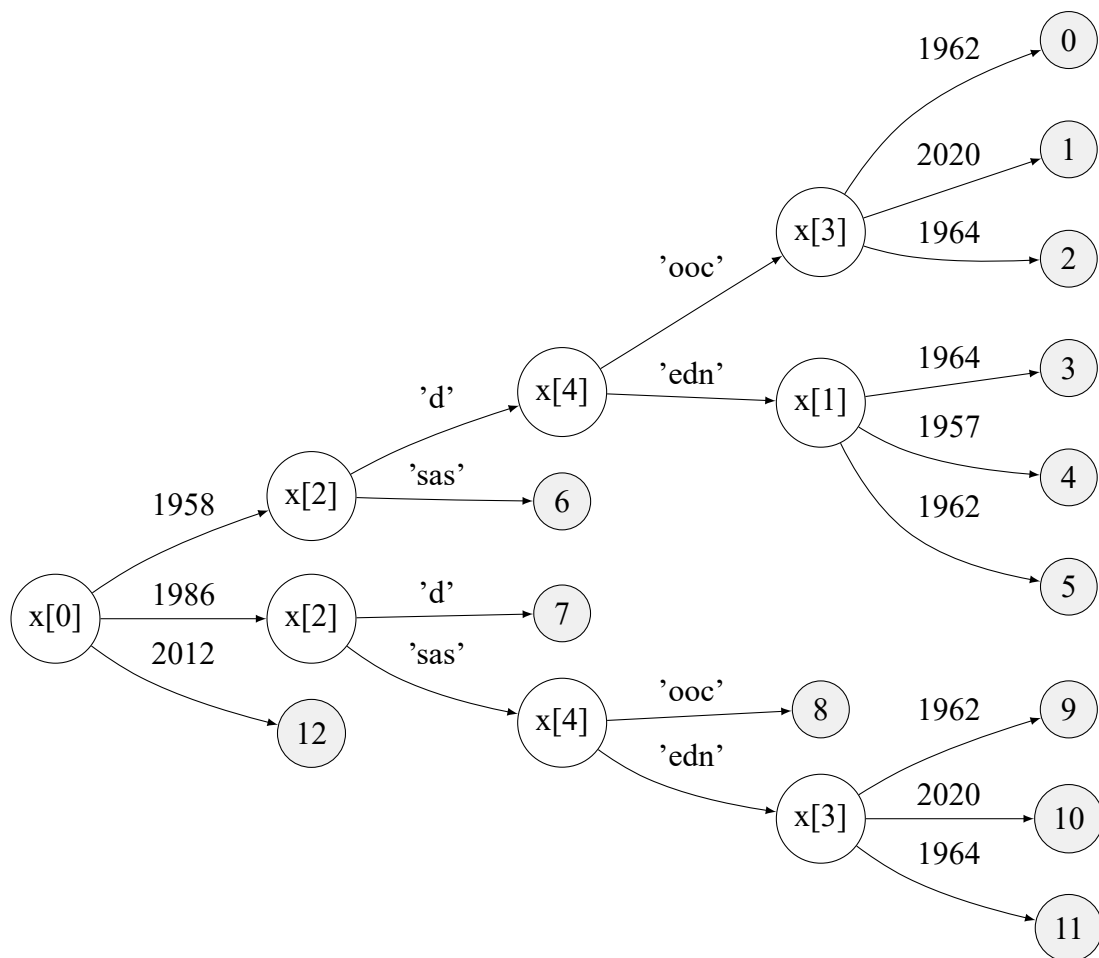 1962
0
2020
1
x[3]
1964
2
’ooc’
1964
3
’edn’
x[4]
x[1]
’d’
1957
4
’sas’
x[2]
6
1962
1958
5
1986
’d’
7
x[0]
x[2]
2012
’sas’
’ooc’
8
1962
9
x[4]
12
’edn’
2020
10
x[3]
1964
11